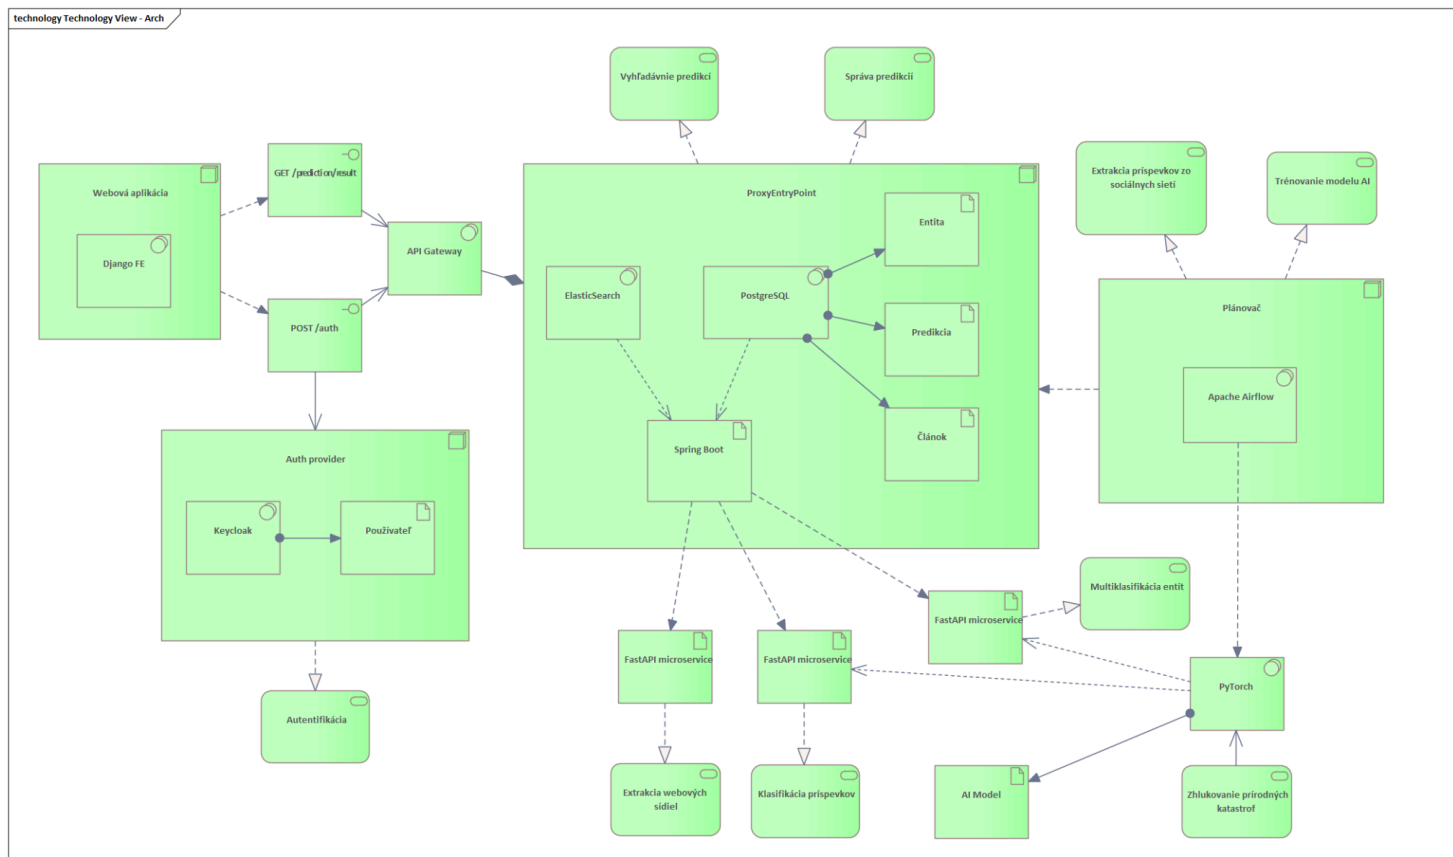 technology Technology View - Arch
Vyhľadávnie predikcí
Správa predikcií
Webová aplikácia
Django FE
GET /prediction/result
POST /auth
API Gateway
ProxyEntryPoint
ElasticSearch
PostgreSQL
Entita
Predikcia
Článok
Spring Boot
Extrakcia príspevkov zo
sociálnych sietí
Trénovanie modelu AI
Plánovač
Apache Airflow
Auth provider
Keycloak
Používateľ
Autentifikácia
FastAPI microservice
FastAPI microservice
FastAPI microservice
Multiklasifikácia entít
PyTorch
Extrakcia webových
sídiel
Klasifikácia príspevkov
AI Model
Zhlukovanie prírodných
katastrof